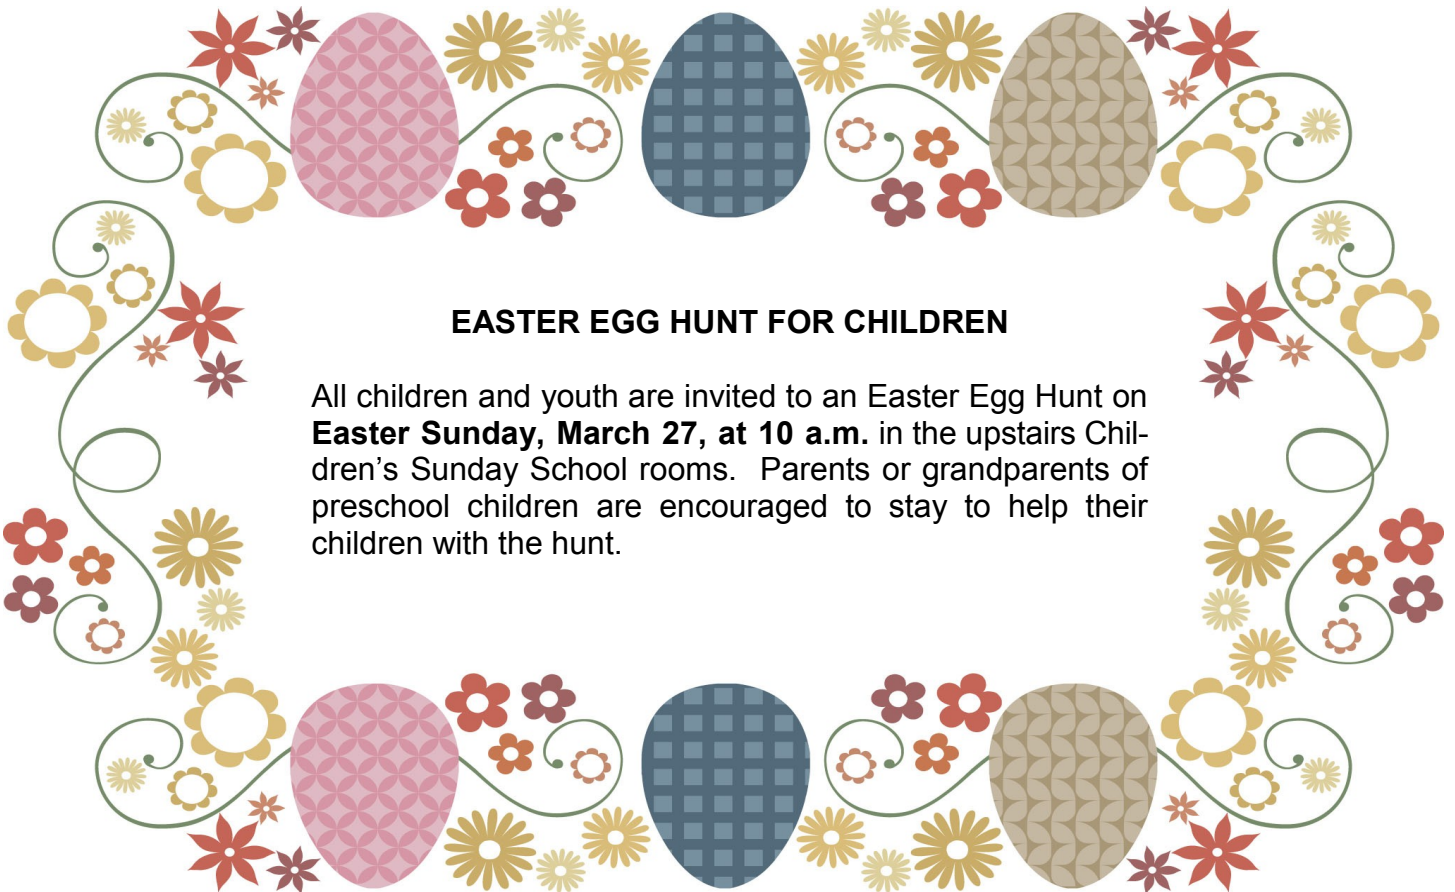 EASTER EGG HUNT FOR CHILDREN
All children and youth are invited to an Easter Egg Hunt on
Easter Sunday, March 27, at 10 a.m. in the upstairs Chil-
dren’s Sunday School rooms.  Parents or grandparents of
preschool children are encouraged to stay to help their
children with the hunt.